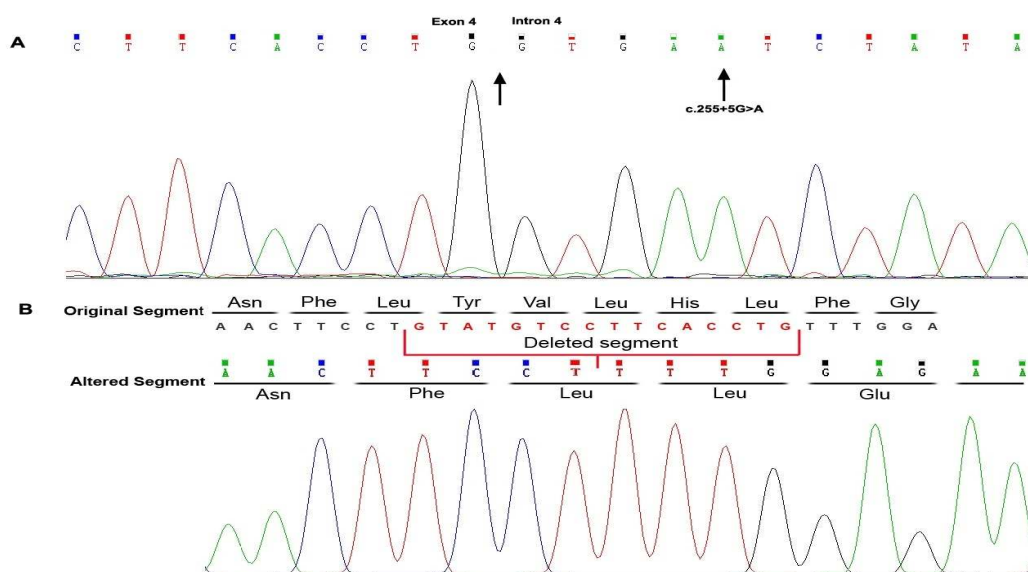 Exon 4 Intron 4
A C T T C A C C T G G T G A A T C T A T A
c.255+5G>A
Asn Phe Leu Tyr Val Leu His Leu Phe Gly
B Original Segment
A A C T T C C T G T A T G T C C T T C A C C T G T T T G G A
Deleted segment
Altered Segment A A C T T C C T T T T G G A G A A
Asn Phe Leu Leu Glu